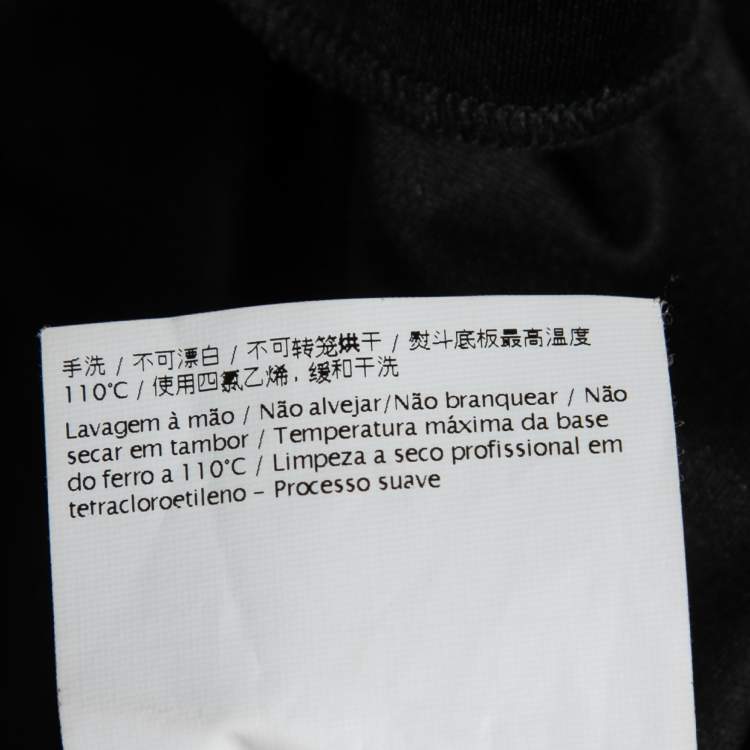 手洗 / 不可漂白 / 不可转笼烘干 / 熨斗底板最高温度
110°C / 使用四氯乙烯，缓和干洗
Lavagem à mão / Não alvejar/Não branquear / Não
secar em tambor / Temperatura máxima da base
do ferro a 110°C / Limpeza a seco profissional em
tetracloroetileno – Processo suave